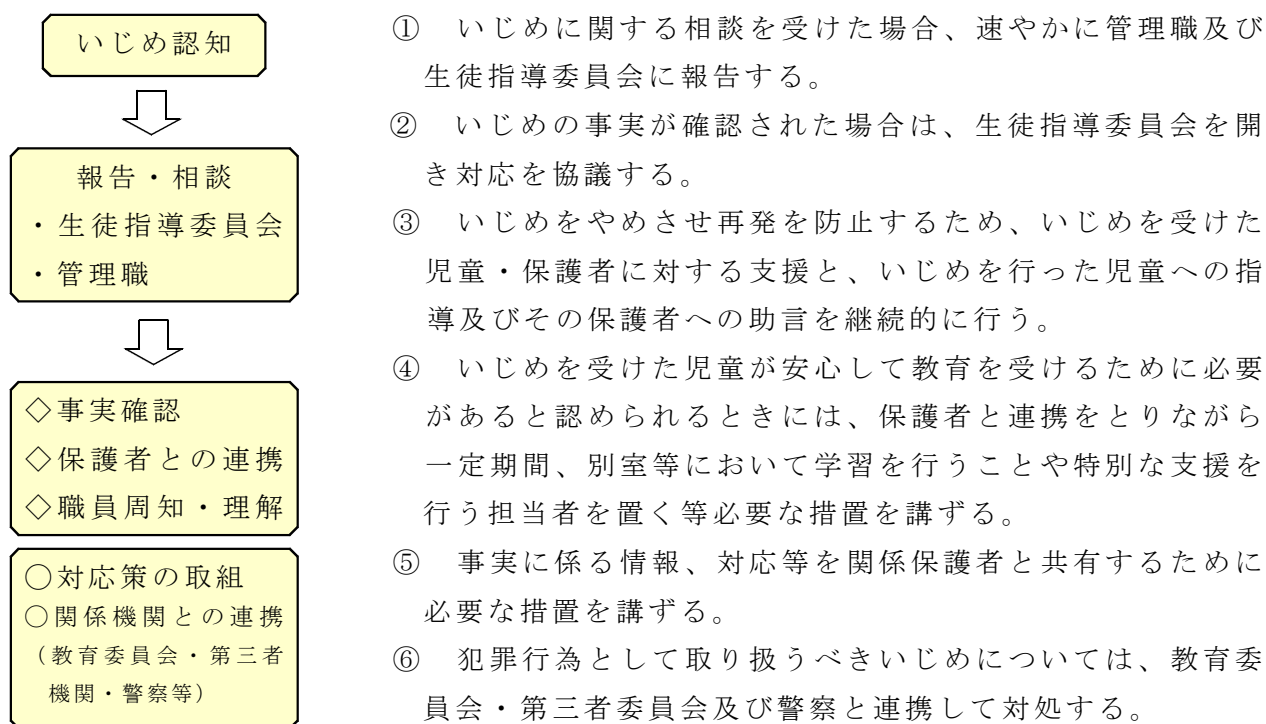 いじめ認知
報告・相談
・生徒指導委員会
・管理職
◇事実確認
◇保護者との連携
◇職員周知・理解
○対応策の取組
○関係機関との連携
（教育委員会・第三者
機関・警察等）
① いじめに関する相談を受けた場合、速やかに管理職及び
生徒指導委員会に報告する。
② いじめの事実が確認された場合は、生徒指導委員会を開
き対応を協議する。
③ いじめをやめさせ再発を防止するため、いじめを受けた
児童・保護者に対する支援と、いじめを行った児童への指
導及びその保護者への助言を継続的に行う。
④ いじめを受けた児童が安心して教育を受けるために必要
があると認められるときには、保護者と連携をとりながら
一定期間、別室等において学習を行うことや特別な支援を
行う担当者を置く等必要な措置を講ずる。
⑤ 事実に係る情報、対応等を関係保護者と共有するために
必要な措置を講ずる。
⑥ 犯罪行為として取り扱うべきいじめについては、教育委
員会・第三者委員会及び警察と連携して対処する。